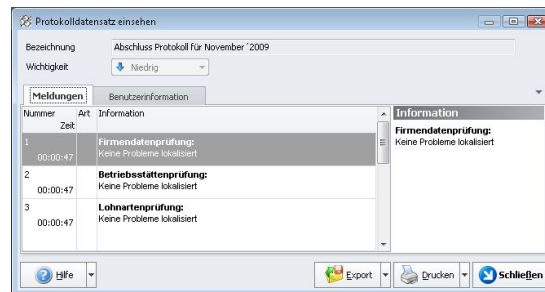 Protokolldatensatz einsehen
Bezeichnung Abschluss Protokoll für November ´2009
Wichtigkeit Niedrig
Meldungen Benutzerinformation
Nummer Art Information
Zeit
1 Firmendatenprüfung:
Keine Probleme lokalisiert
00:00:47
2 Betriebsstättenprüfung:
Keine Probleme lokalisiert
00:00:47
3 Lohnartenprüfung:
Keine Probleme lokalisiert
00:00:47
Information
Firmendatenprüfung:
Keine Probleme lokalisiert
Hilfe Export Drucken Schließen